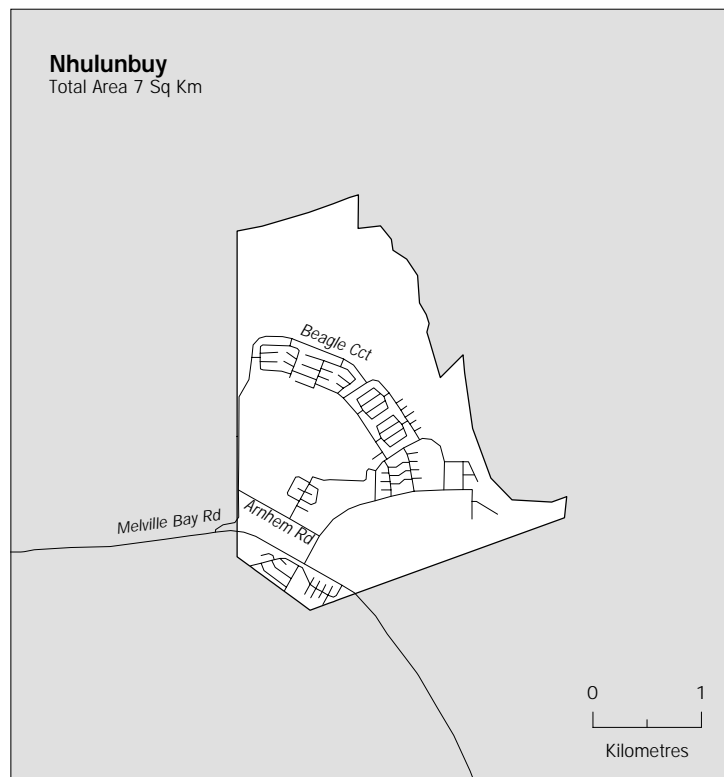 Nhulunbuy
Total Area 7 Sq Km
Beagle Cct
Melville Bay Rd
Arnhem Rd
0 1
Kilometres